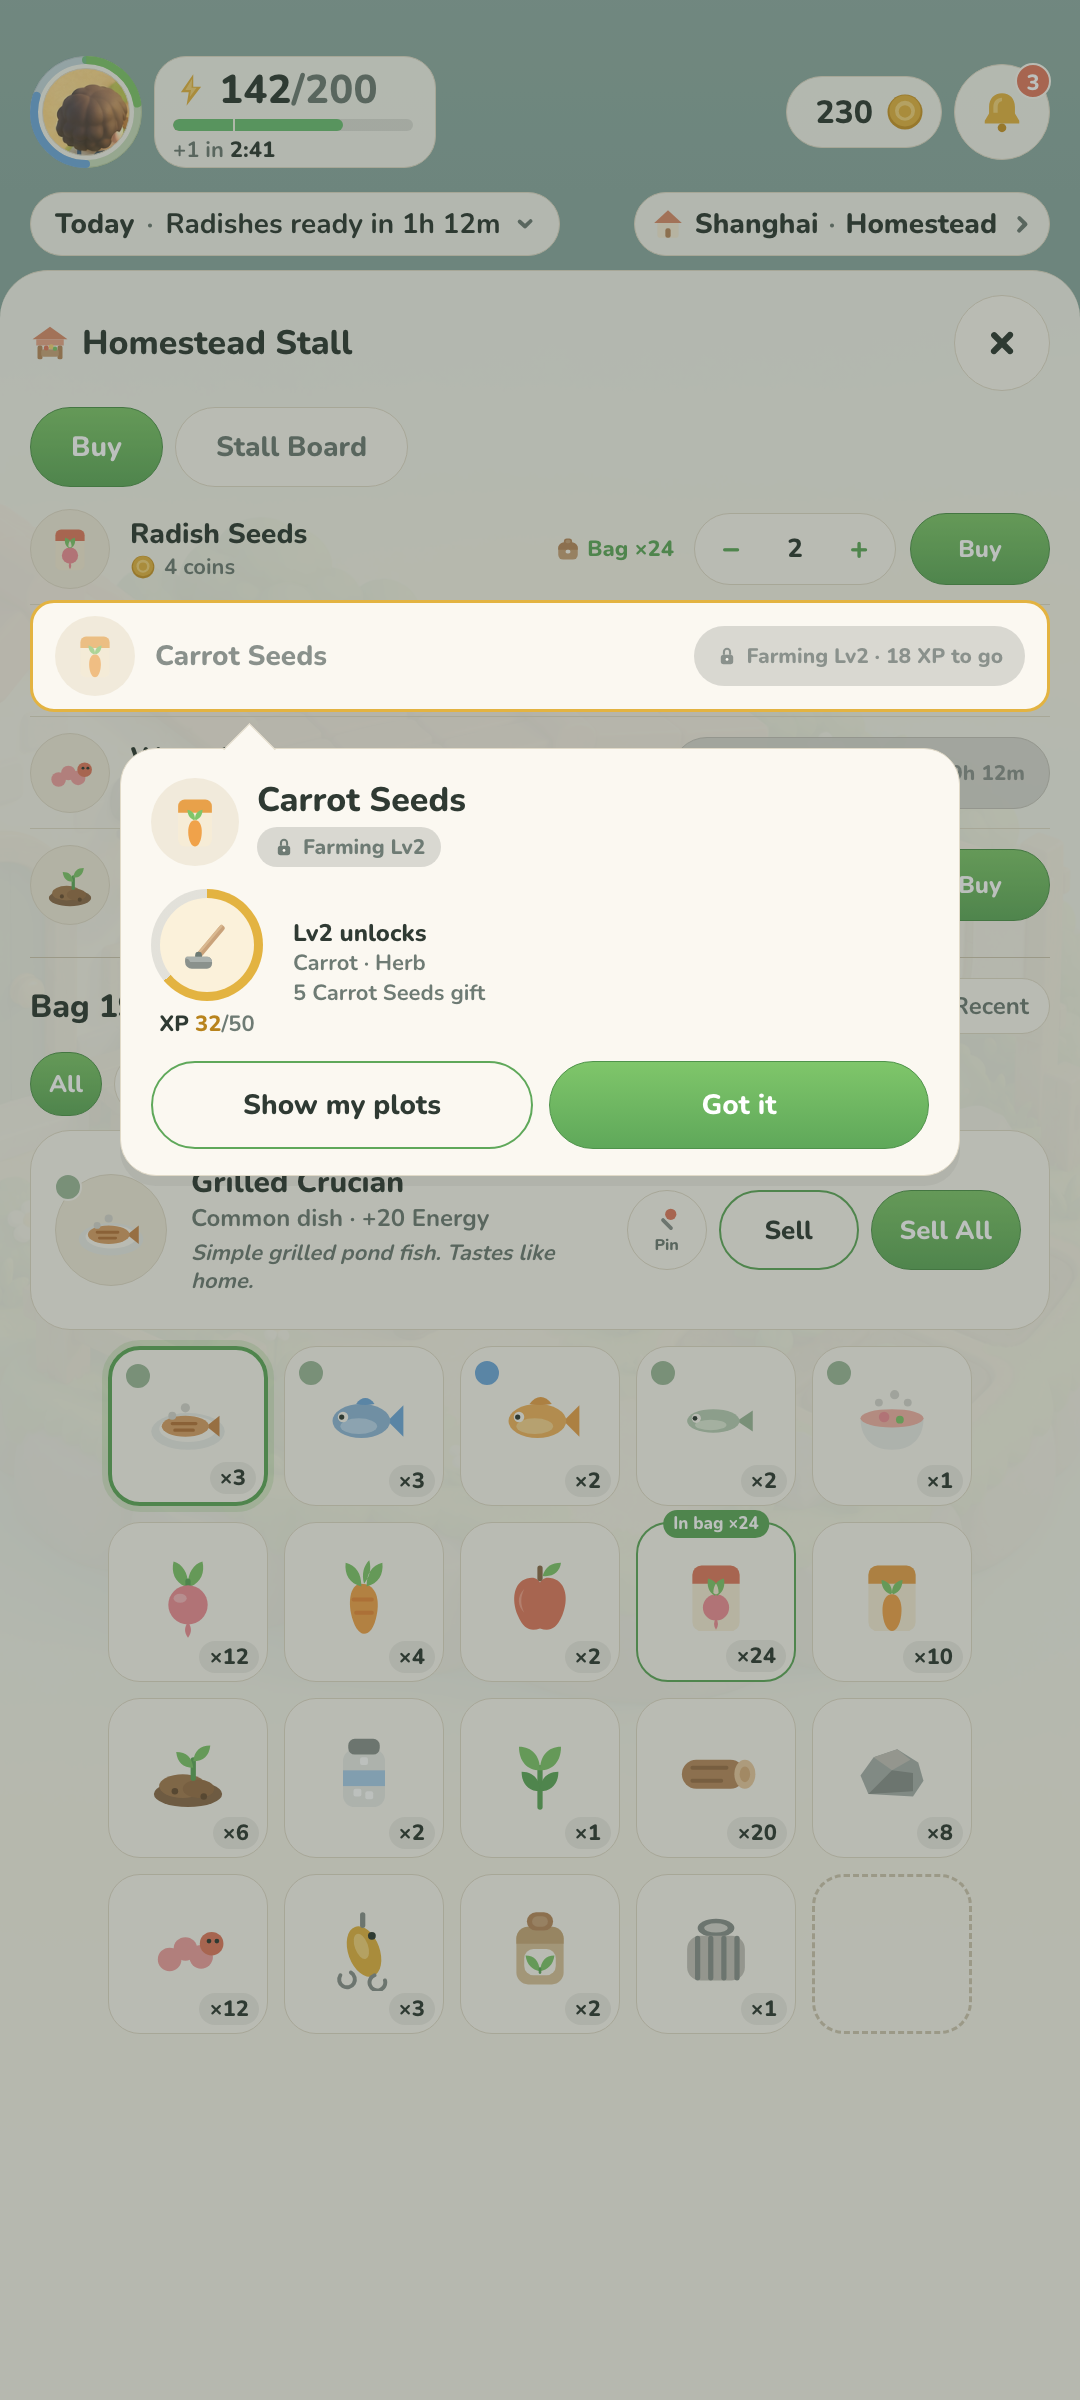 142/200
+1 in 2:41
230
3
Today · Radishes ready in 1h 12m
Shanghai · Homestead
Homestead Stall
Buy
Stall Board
Radish Seeds
4 coins
Bag ×24
2
Buy
Carrot Seeds
Farming Lv2 · 18 XP to go
12m
Carrot Seeds
Farming Lv2
Buy
Lv2 unlocks
Carrot · Herb
5 Carrot Seeds gift
XP 32/50
Bag
Recent
All
Show my plots
Got it
Grilled Crucian
Common dish · +20 Energy
Simple grilled pond fish. Tastes like
home.
Pin
Sell
Sell All
×3
×3
×2
×2
×1
In bag ×24
×12
×4
×2
×24
×10
×6
×2
×1
×20
×8
×12
×3
×2
×1